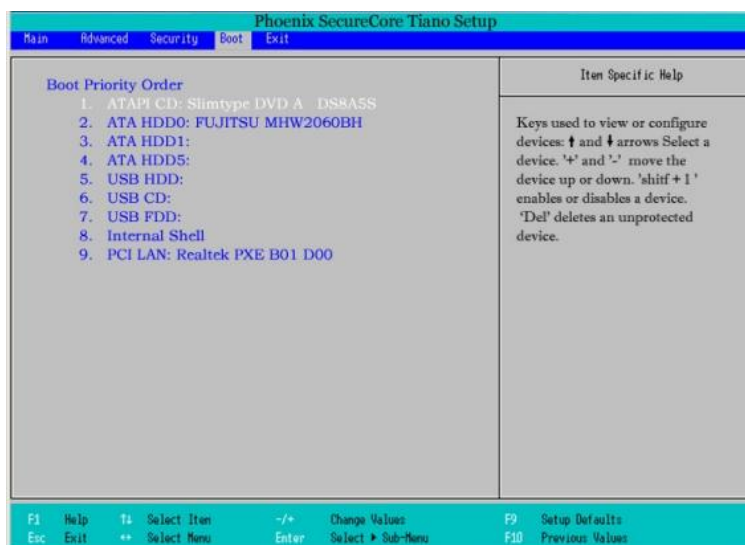 Phoenix SecureCore Tiano Setup
Main Advanced Security Boot Exit
Boot Priority Order
1. ATAPI CD: Slimtype DVD A DS8A5S
2. ATA HDD0: FUJITSU MHW2060BH
3. ATA HDD1:
4. ATA HDD5:
5. USB HDD:
6. USB CD:
7. USB FDD:
8. Internal Shell
9. PCI LAN: Realtek PXE B01 D00
Item Specific Help
Keys used to view or configure
devices: ↑ and ↓ arrows Select a
device. '+' and '-' move the
device up or down. 'shitf + 1 '
enables or disables a device.
'Del' deletes an unprotected
device.
F1 Help ↑↓ Select Item -/+ Change Values F9 Setup Defaults
Esc Exit ↔ Select Menu Enter Select ▶ Sub-Menu F10 Previous Values